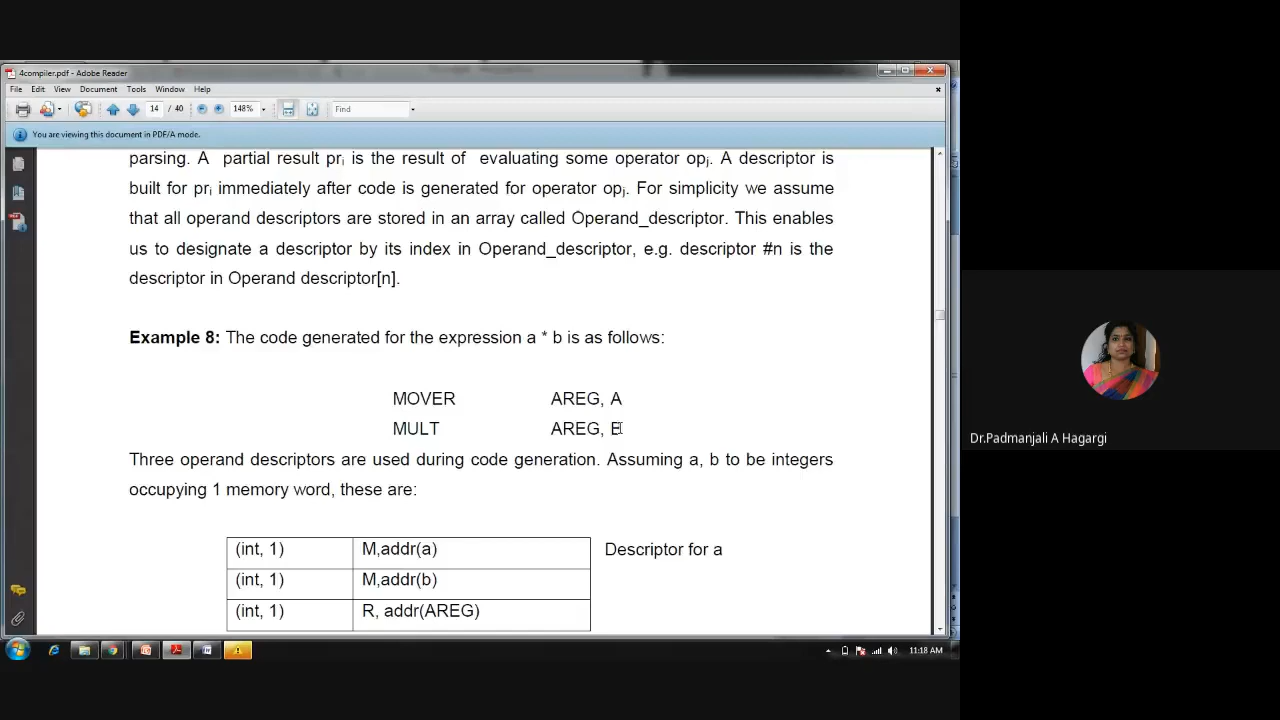 4compiler.pdf - Adobe Reader
File Edit View Document Tools Window Help
14 / 40 148% Find
You are viewing this document in PDF/A mode.
parsing. A partial result prᵢ is the result of evaluating some operator opⱼ. A descriptor is
built for prᵢ immediately after code is generated for operator opⱼ. For simplicity we assume
that all operand descriptors are stored in an array called Operand_descriptor. This enables
us to designate a descriptor by its index in Operand_descriptor, e.g. descriptor #n is the
descriptor in Operand descriptor[n].
Example 8: The code generated for the expression a * b is as follows:
MOVER AREG, A
MULT AREG, B
Three operand descriptors are used during code generation. Assuming a, b to be integers
occupying 1 memory word, these are:
(int, 1) M,addr(a) Descriptor for a
(int, 1) M,addr(b)
(int, 1) R, addr(AREG)
Dr.Padmanjali A Hagargi
11:18 AM